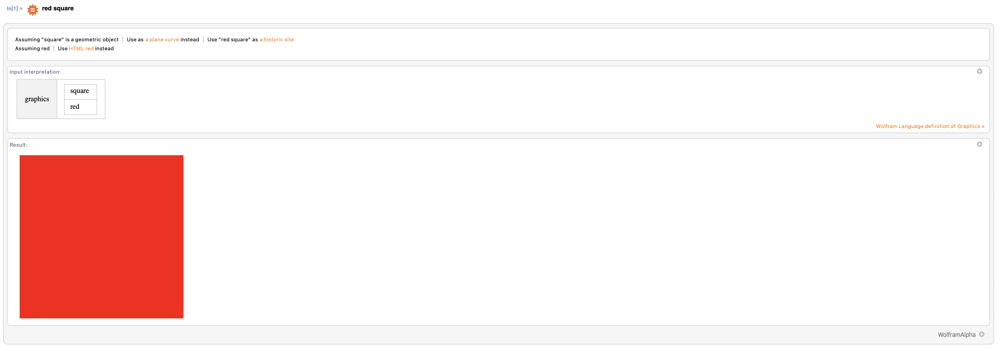 In[1]:= red square
Assuming "square" is a geometric object | Use as a plane curve instead | Use "red square" as a historic site
Assuming red | Use HTML red instead
Input interpretation:
graphics
square
red
Wolfram Language definition of Graphics »
Result:
WolframAlpha